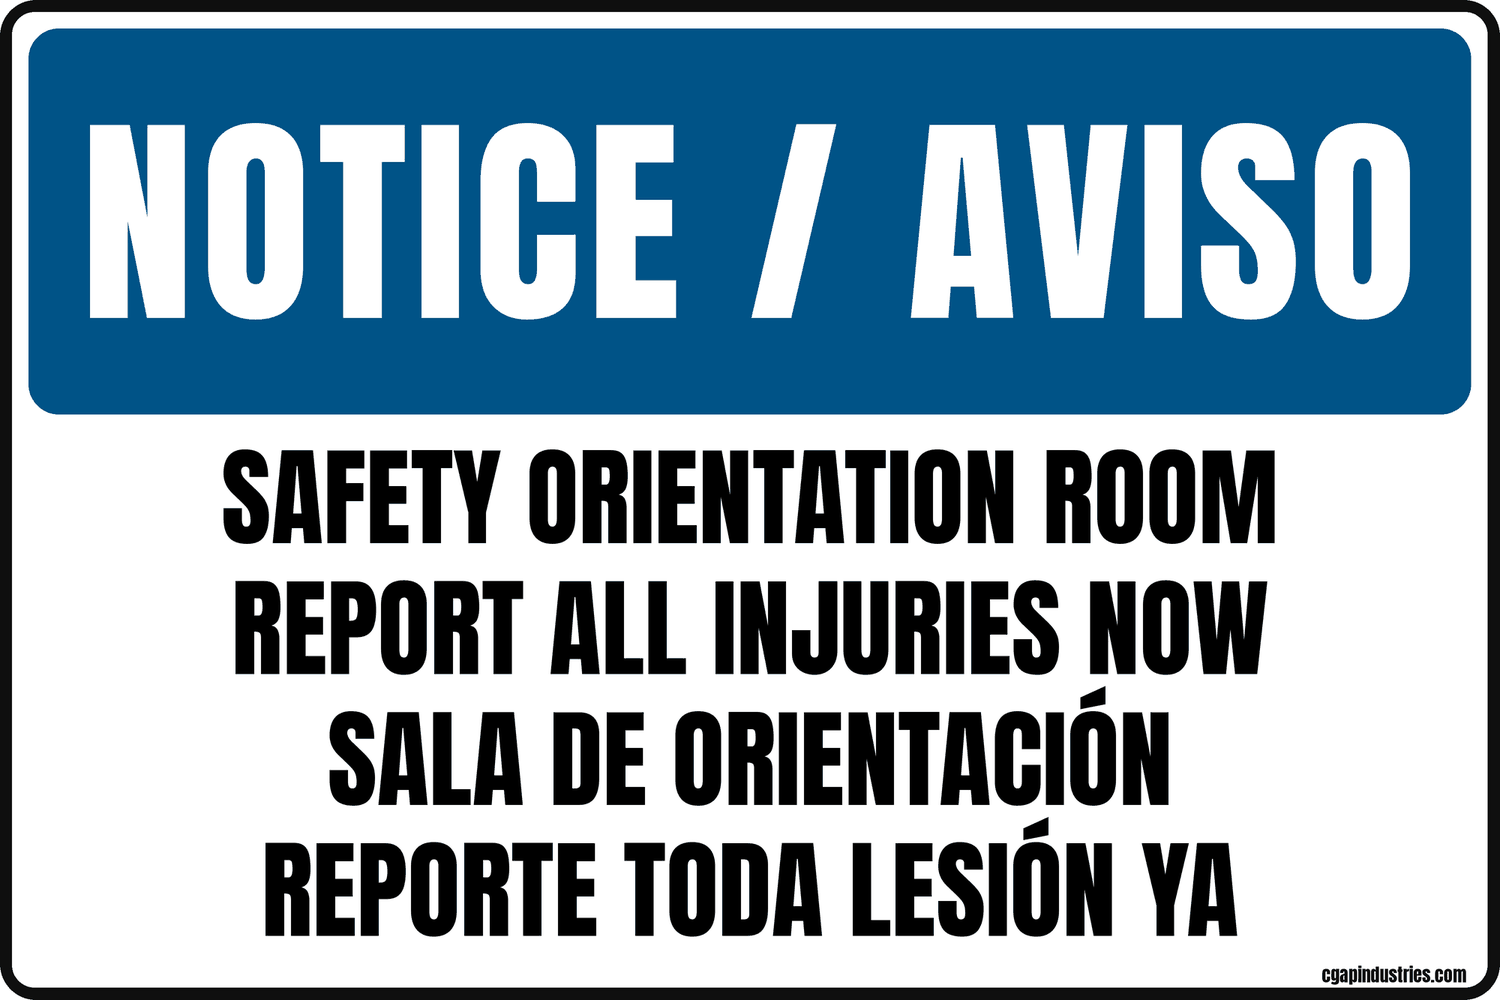 NOTICE / AVISO
SAFETY ORIENTATION ROOM
REPORT ALL INJURIES NOW
SALA DE ORIENTACIÓN
REPORTE TODA LESIÓN YA
cgapindustries.com